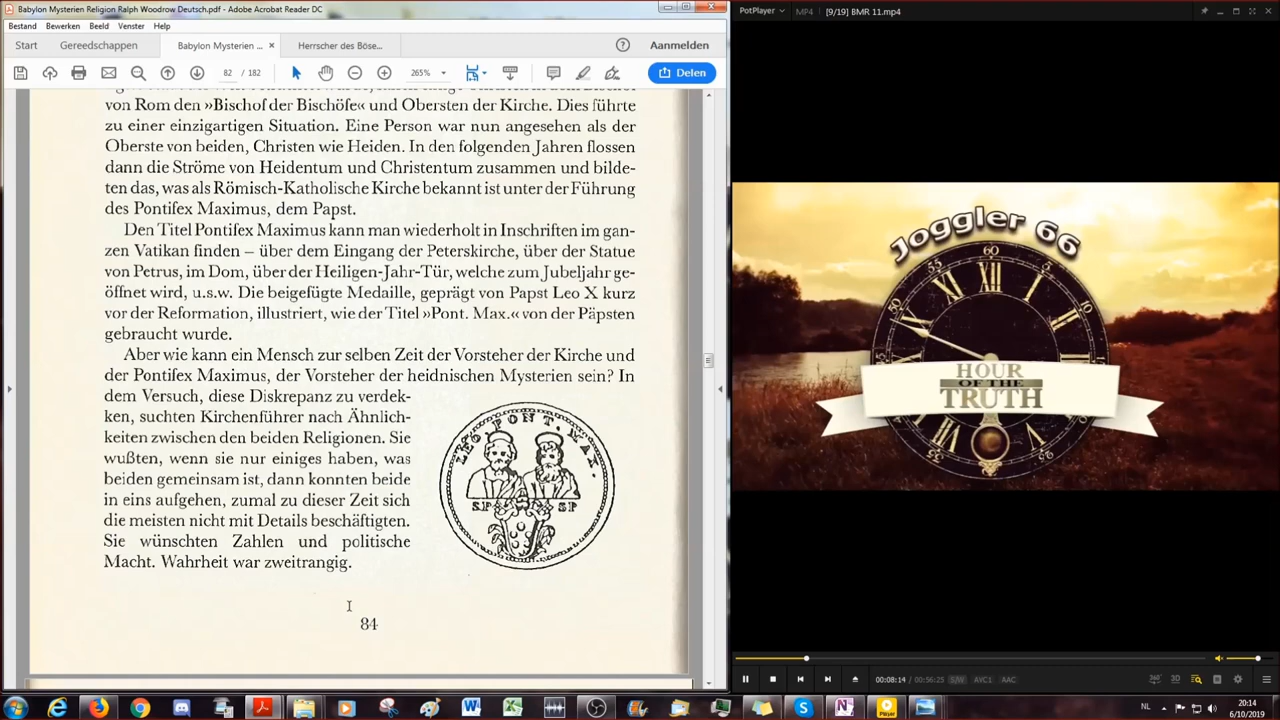 Babylon Mysterien Religion Ralph Woodrow Deutsch.pdf - Adobe Acrobat Reader DC
Bestand Bewerken Beeld Venster Help
Start Gereedschappen Babylon Mysterien ... × Herrscher des Böse... Aanmelden
82 / 182 265% Delen
von Rom den »Bischof der Bischöfe« und Obersten der Kirche. Dies führte
zu einer einzigartigen Situation. Eine Person war nun angesehen als der
Oberste von beiden, Christen wie Heiden. In den folgenden Jahren flossen
dann die Ströme von Heidentum und Christentum zusammen und bilde-
ten das, was als Römisch-Katholische Kirche bekannt ist unter der Führung
des Pontifex Maximus, dem Papst.
Den Titel Pontifex Maximus kann man wiederholt in Inschriften im gan-
zen Vatikan finden – über dem Eingang der Peterskirche, über der Statue
von Petrus, im Dom, über der Heiligen-Jahr-Tür, welche zum Jubeljahr ge-
öffnet wird, u.s.w. Die beigefügte Medaille, geprägt von Papst Leo X kurz
vor der Reformation, illustriert, wie der Titel »Pont. Max.« von der Päpsten
gebraucht wurde.
Aber wie kann ein Mensch zur selben Zeit der Vorsteher der Kirche und
der Pontifex Maximus, der Vorsteher der heidnischen Mysterien sein? In
dem Versuch, diese Diskrepanz zu verdek-
ken, suchten Kirchenführer nach Ähnlich-
keiten zwischen den beiden Religionen. Sie
wußten, wenn sie nur einiges haben, was
beiden gemeinsam ist, dann konnten beide
in eins aufgehen, zumal zu dieser Zeit sich
die meisten nicht mit Details beschäftigten.
Sie wünschten Zahlen und politische
Macht. Wahrheit war zweitrangig.
LEO PONT. MAX.
S.P. SP
84
PotPlayer MP4 [9/19] BMR 11.mp4
Joggler 66
60
55
5
50
10
45
XII
HOUR
OF THE
TRUTH
00:08:14 / 00:56:25 S/W AVC1 AAC
360° 3D
NL
20:14
6/10/2019